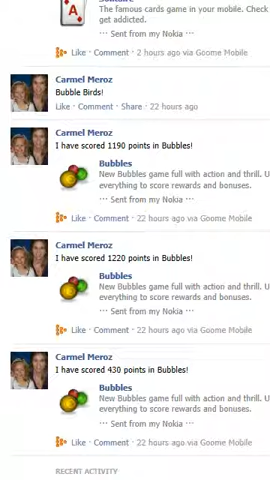 The famous cards game in your mobile. Check
get addicted.
··· Sent from my Nokia ···
Like · Comment · 2 hours ago via Goome Mobile
Carmel Meroz
Bubble Birds!
Like · Comment · Share · 22 hours ago
Carmel Meroz
I have scored 1190 points in Bubbles!
Bubbles
New Bubbles game full with action and thrill. U
everything to score rewards and bonuses.
··· Sent from my Nokia ···
Like · Comment · 22 hours ago via Goome Mobile
Carmel Meroz
I have scored 1220 points in Bubbles!
Bubbles
New Bubbles game full with action and thrill. U
everything to score rewards and bonuses.
··· Sent from my Nokia ···
Like · Comment · 22 hours ago via Goome Mobile
Carmel Meroz
I have scored 430 points in Bubbles!
Bubbles
New Bubbles game full with action and thrill. U
everything to score rewards and bonuses.
··· Sent from my Nokia ···
Like · Comment · 22 hours ago via Goome Mobile
RECENT ACTIVITY